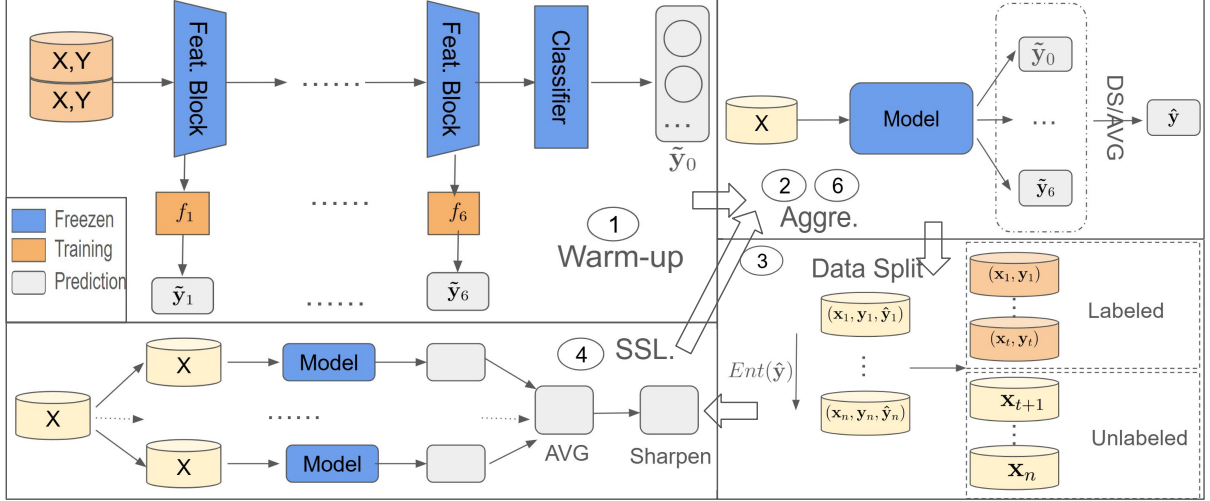 X,Y
X,Y
Feat. Block
......
Feat. Block
Classifier
...
ỹ₀
f₁
......
f₆
ỹ₁
....
ỹ₆
Freezen
Training
Prediction
1
Warm-up
X
Model
ỹ₀
...
ỹ₆
DS/AVG
ŷ
2 6
Aggre.
3
Data Split
(x₁, y₁, ŷ₁)
⋮
(xₙ, yₙ, ŷₙ)
Ent(ŷ)
(x₁, y₁)
⋮
(xₜ, yₜ)
Labeled
xₜ₊₁
⋮
xₙ
Unlabeled
4 SSL.
X
X
Model
......
X
Model
AVG
Sharpen